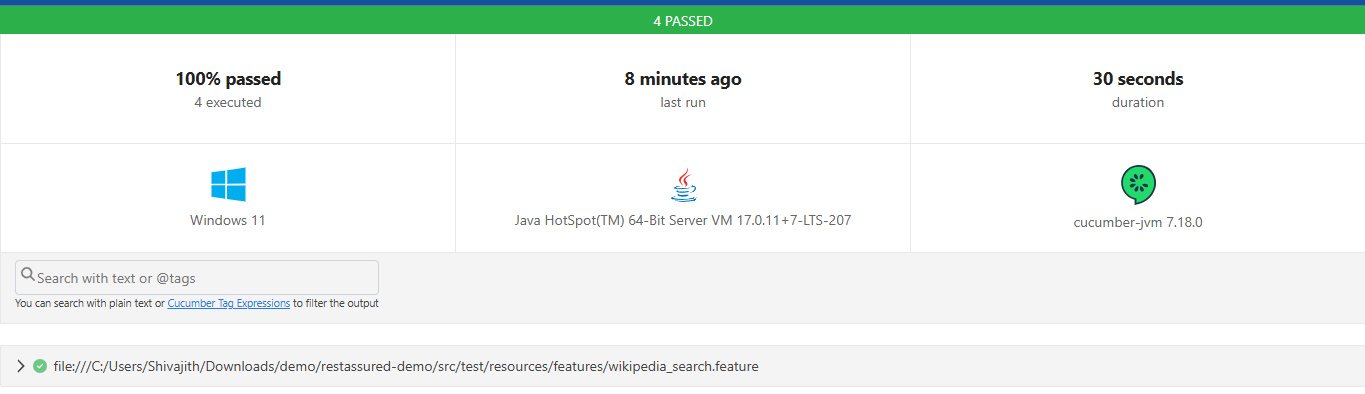 4 PASSED
100% passed
4 executed
8 minutes ago
last run
30 seconds
duration
Windows 11
Java HotSpot(TM) 64-Bit Server VM 17.0.11+7-LTS-207
cucumber-jvm 7.18.0
Search with text or @tags
You can search with plain text or Cucumber Tag Expressions to filter the output
file:///C:/Users/Shivajith/Downloads/demo/restassured-demo/src/test/resources/features/wikipedia_search.feature